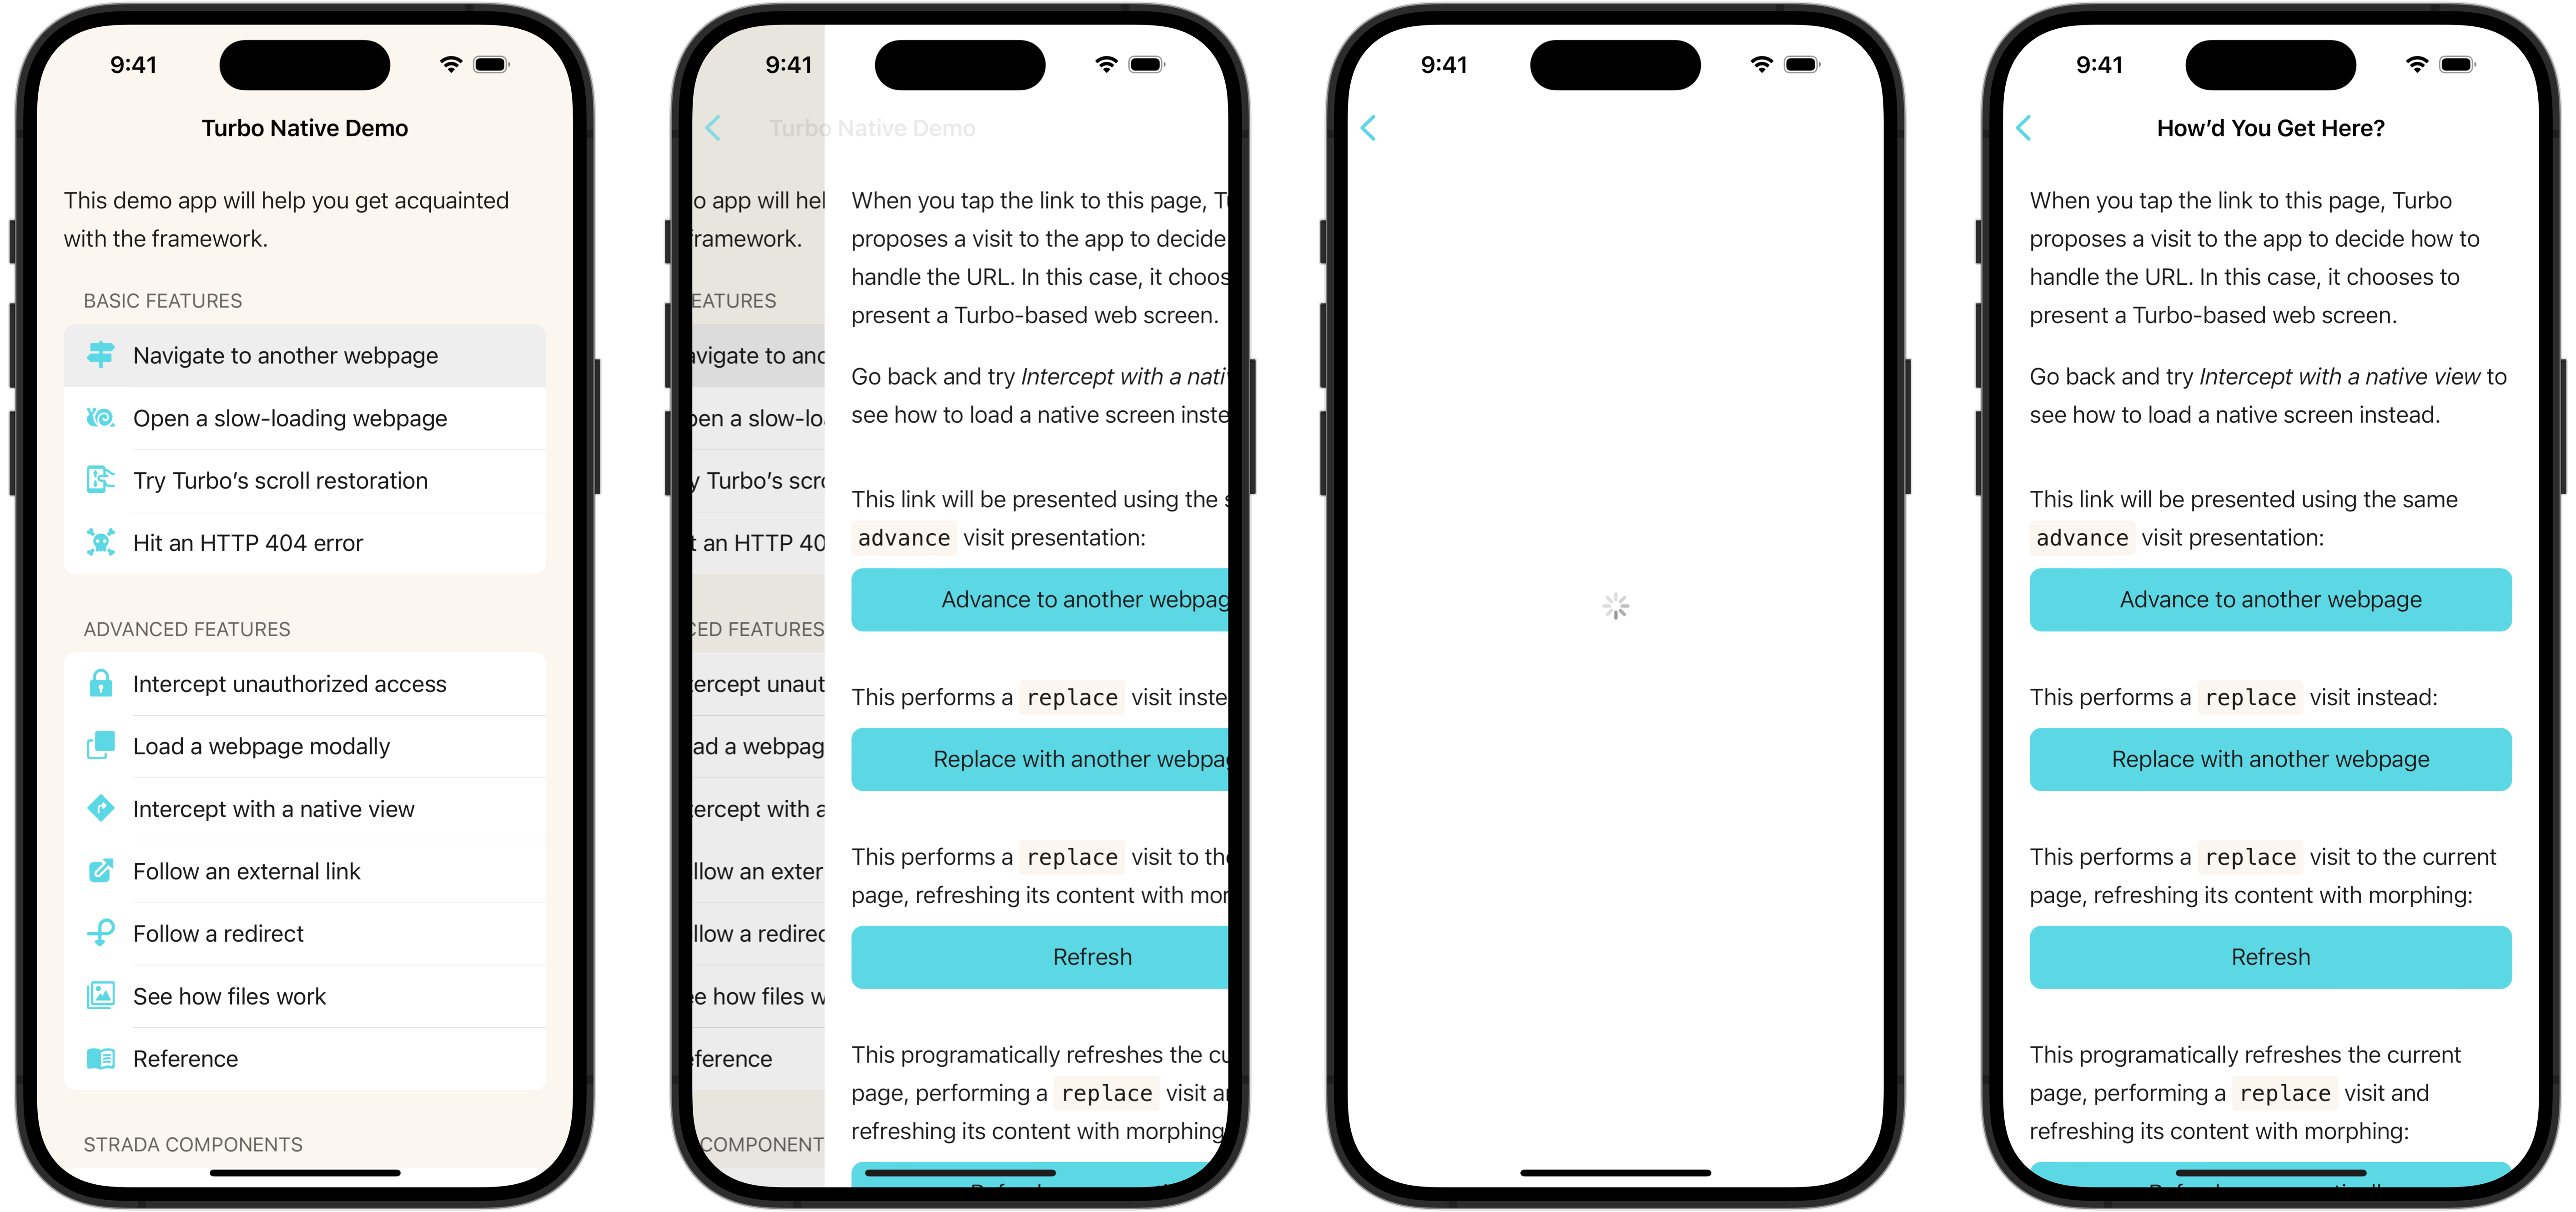 9:41
Turbo Native Demo
This demo app will help you get acquainted
with the framework.
BASIC FEATURES
Navigate to another webpage
Open a slow-loading webpage
Try Turbo’s scroll restoration
Hit an HTTP 404 error
ADVANCED FEATURES
Intercept unauthorized access
Load a webpage modally
Intercept with a native view
Follow an external link
Follow a redirect
See how files work
Reference
STRADA COMPONENTS
9:41
Turbo Native Demo
o app will hel
ramework.
EATURES
avigate to ano
pen a slow-lo
y Turbo’s scro
t an HTTP 40
CED FEATURES
tercept unaut
ad a webpag
tercept with a
llow an exter
llow a redirec
e how files w
ference
COMPONENT
When you tap the link to this page, Tu
proposes a visit to the app to decide
handle the URL. In this case, it choos
present a Turbo-based web screen.
Go back and try Intercept with a nativ
see how to load a native screen inste
This link will be presented using the s
advance visit presentation:
Advance to another webpag
This performs a replace visit inste
Replace with another webpag
This performs a replace visit to the
page, refreshing its content with mor
Refresh
This programatically refreshes the cu
page, performing a replace visit a
refreshing its content with morphing
9:41
9:41
How’d You Get Here?
When you tap the link to this page, Turbo
proposes a visit to the app to decide how to
handle the URL. In this case, it chooses to
present a Turbo-based web screen.
Go back and try Intercept with a native view to
see how to load a native screen instead.
This link will be presented using the same
advance visit presentation:
Advance to another webpage
This performs a replace visit instead:
Replace with another webpage
This performs a replace visit to the current
page, refreshing its content with morphing:
Refresh
This programatically refreshes the current
page, performing a replace visit and
refreshing its content with morphing: